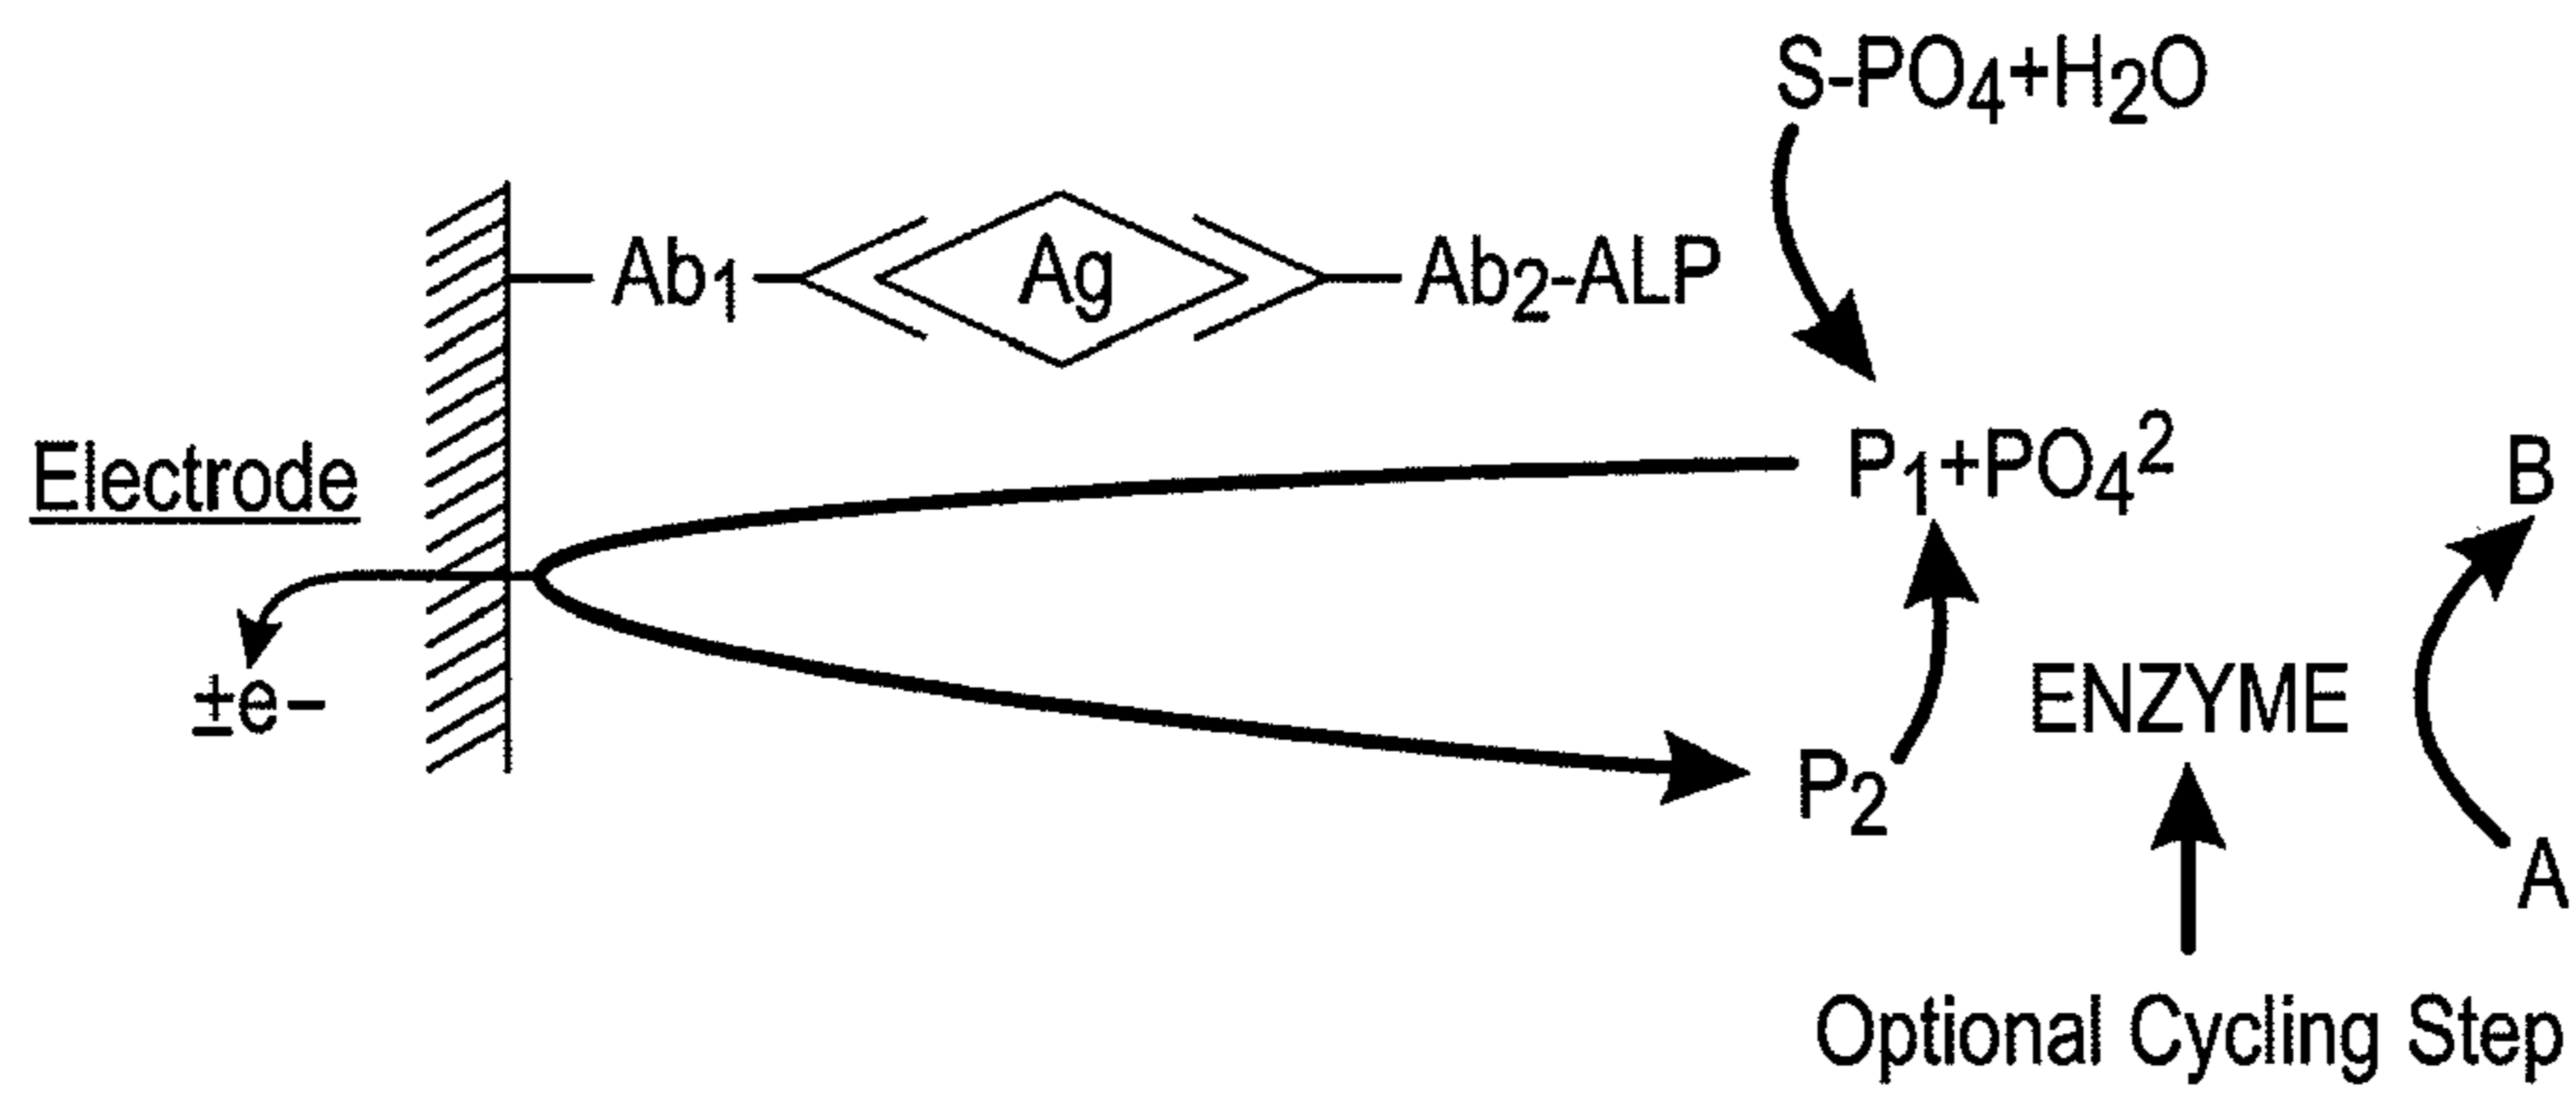 S-PO₄+H₂O
Ab₁ Ag Ab₂-ALP
Electrode P₁+PO₄² B
±e− P₂ ENZYME A
Optional Cycling Step